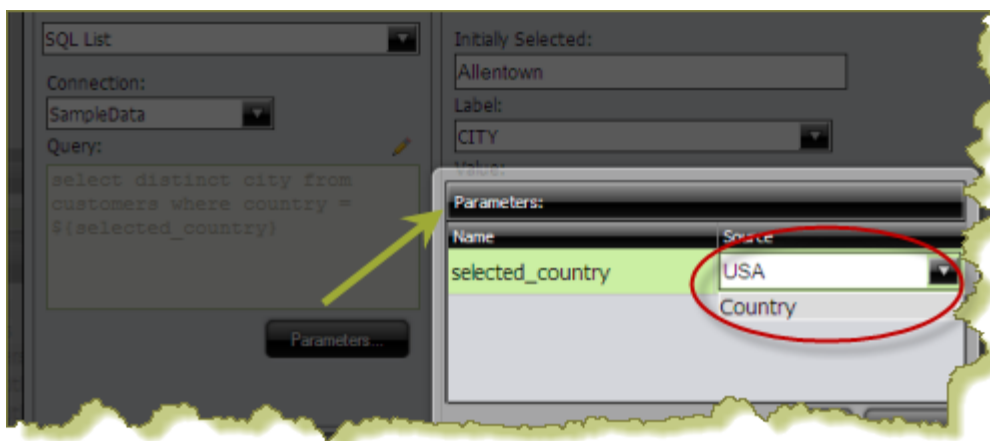 SQL List
Connection:
SampleData
Query:
select distinct city from
customers where country =
${selected_country}
Parameters...
Initially Selected:
Allentown
Label:
CITY
Value:
Parameters:
Name Source
selected_country USA
Country